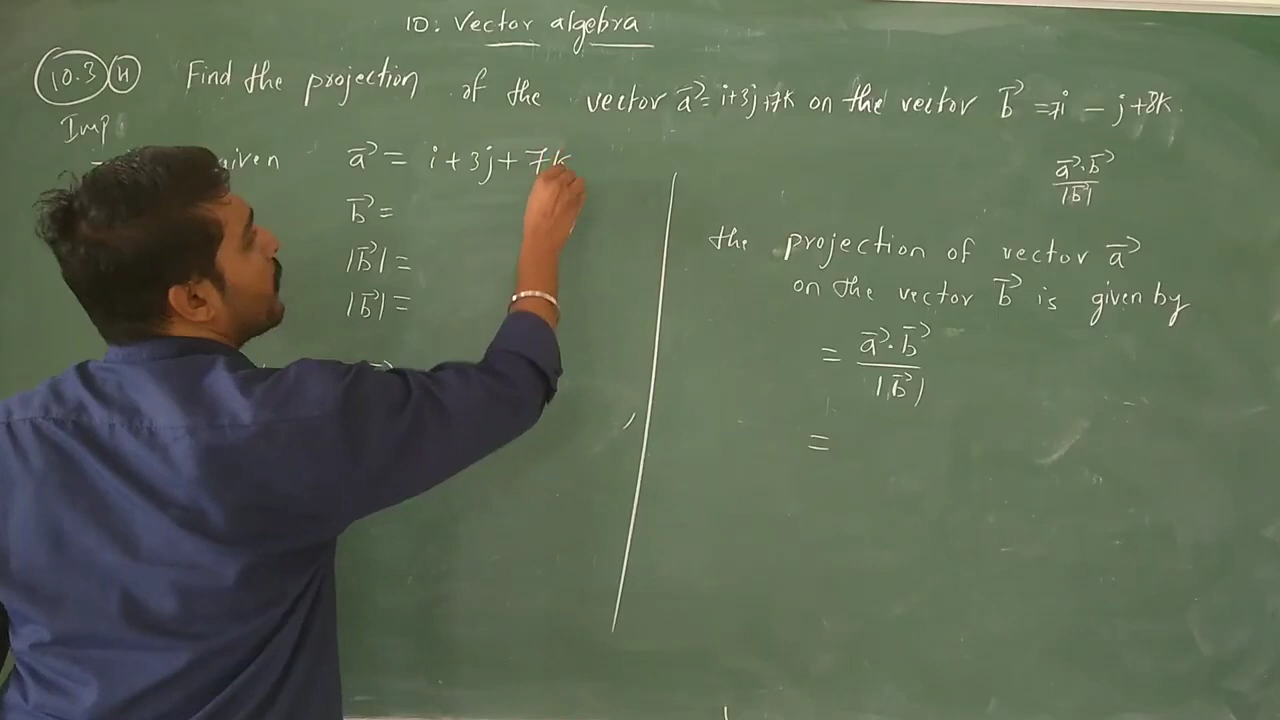 10: Vector algebra
10.3 4 Find the projection of the vector a⃗ = i+3j+7k on the vector b⃗ = 7i - j+8k.
Imp
given a⃗ = i + 3j + 7k
b⃗ =
|b⃗| =
|b⃗| =
a⃗·b⃗
|b⃗|
the projection of vector a⃗
on the vector b⃗ is given by
= a⃗·b⃗
|b⃗|
=